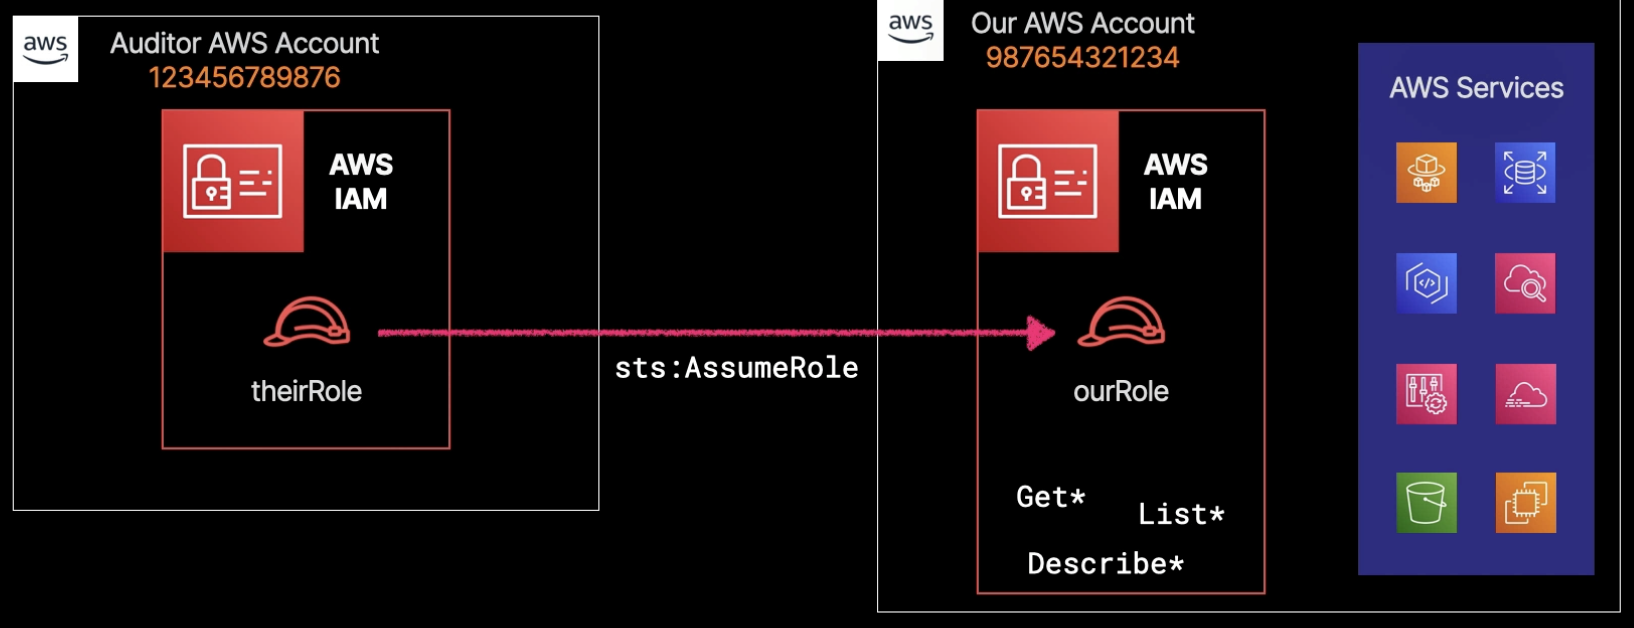 aws
Auditor AWS Account
123456789876
AWS
IAM
theirRole
sts:AssumeRole
aws
Our AWS Account
987654321234
AWS
IAM
ourRole
Get*
List*
Describe*
AWS Services